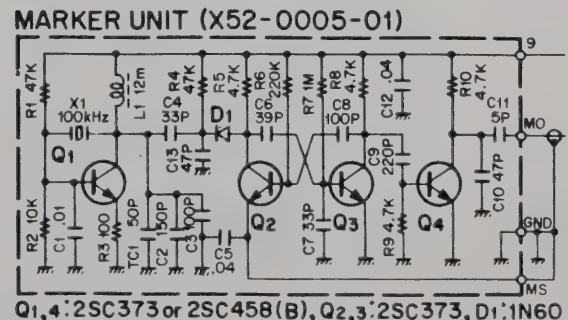 MARKER UNIT (X52-0005-01)
R1 47K
X1
100kHz
L1 12m
C4
33P
R4
47K
D1
R5
4.7K
R6
220K
C6
39P
R7 1M
R8
4.7K
C8
100P
C12 .04
R10
4.7K
C11
5P
9
MO
Q1
C13
47P
C9
220P
C10 47P
R2 10K
C1 .01
R3 100
TC1 50P
C2 150P
C3 100P
C5
.04
Q2
C7 33P
Q3
R9 4.7K
Q4
GND
MS
Q1,4:2SC373 or 2SC458(B), Q2,3:2SC373, D1:1N60